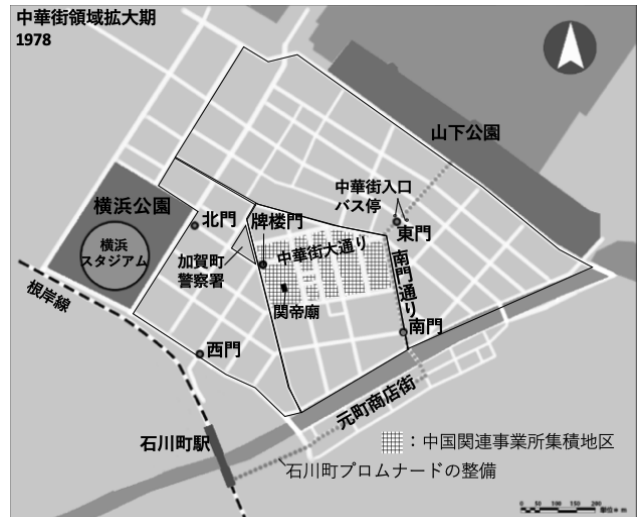 中華街領域拡大期
1978
山下公園
中華街入口
バス停
横浜公園
北門
牌楼門
東門
横浜
スタジアム
加賀町
警察署
中華街大通り
南門通り
根岸線
関帝廟
南門
西門
元町商店街
石川町駅
:中国関連事業所集積地区
石川町プロムナードの整備
0 50 100 150 200